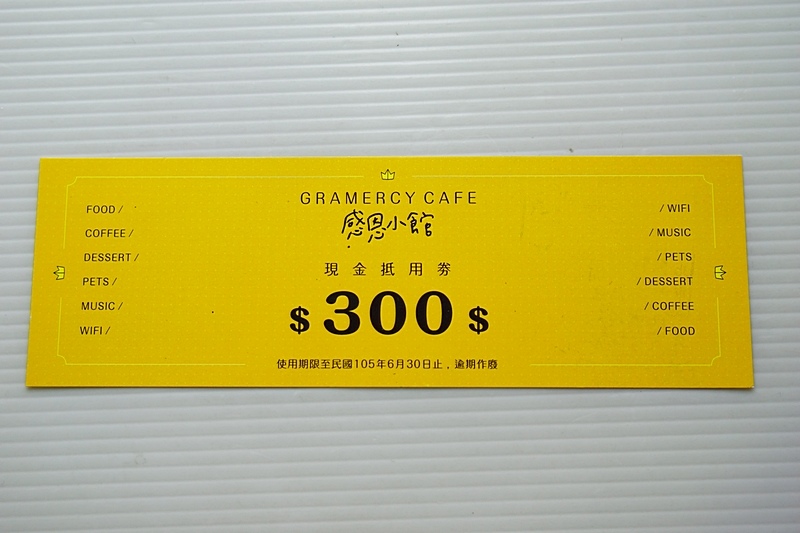 GRAMERCY CAFE
感恩小館
現金抵用券
$300$
使用期限至民國105年6月30日止，逾期作廢
FOOD /
COFFEE /
DESSERT /
PETS /
MUSIC /
WIFI /
/ WIFI
/ MUSIC
/ PETS
/ DESSERT
/ COFFEE
/ FOOD